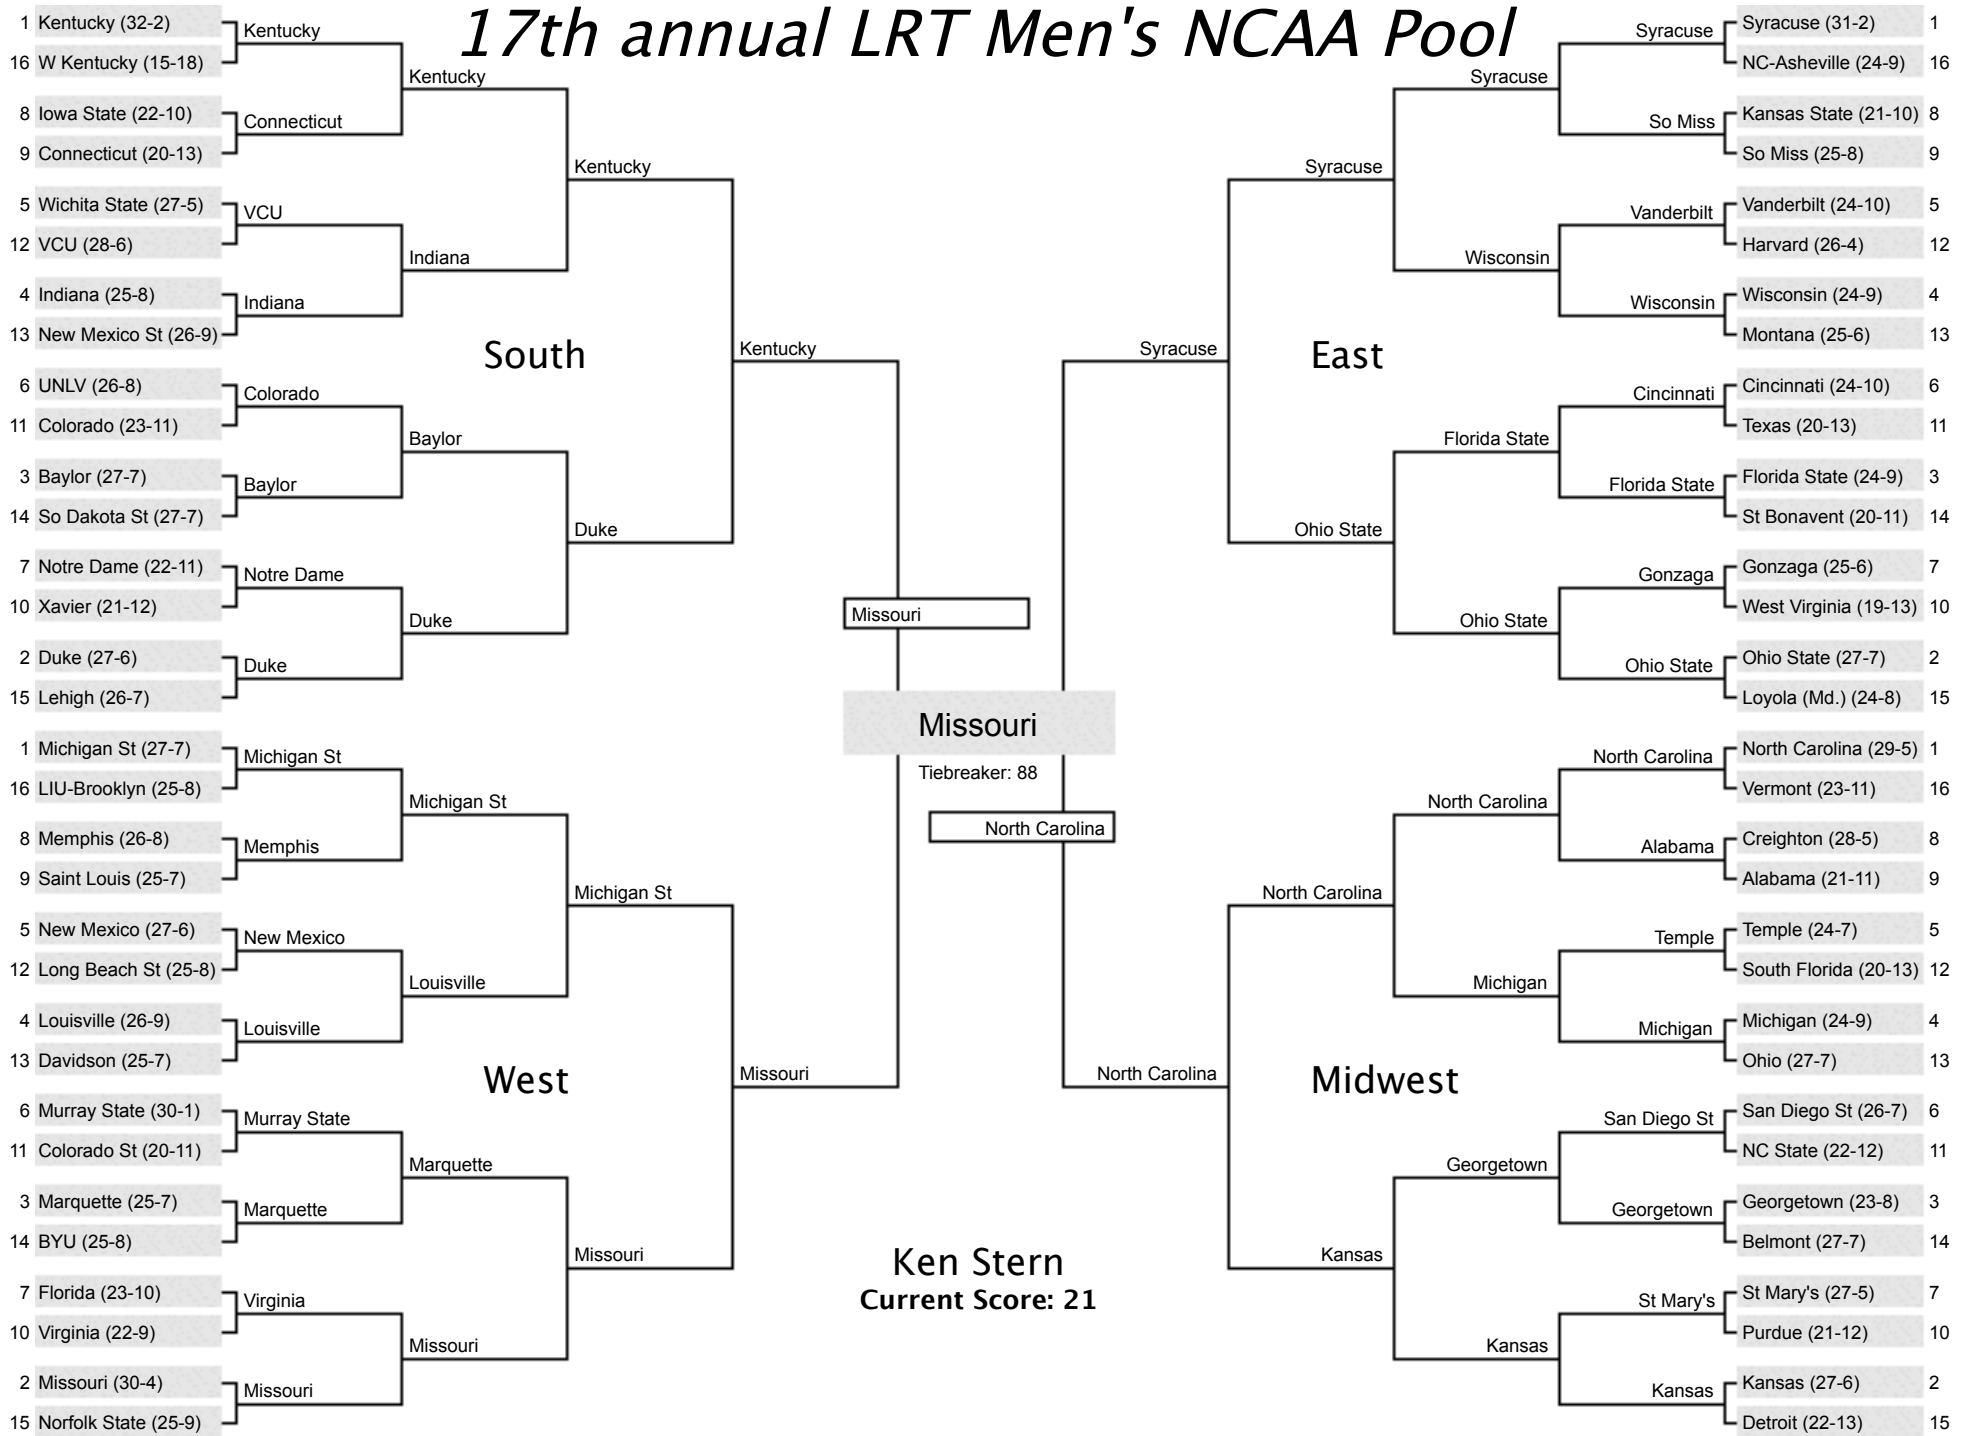 17th annual LRT Men's NCAA Pool
1 Kentucky (32-2)
16 W Kentucky (15-18)
8 Iowa State (22-10)
9 Connecticut (20-13)
5 Wichita State (27-5)
12 VCU (28-6)
4 Indiana (25-8)
13 New Mexico St (26-9)
6 UNLV (26-8)
11 Colorado (23-11)
3 Baylor (27-7)
14 So Dakota St (27-7)
7 Notre Dame (22-11)
10 Xavier (21-12)
2 Duke (27-6)
15 Lehigh (26-7)
Kentucky
Connecticut
VCU
Indiana
Colorado
Baylor
Notre Dame
Duke
Kentucky
Indiana
Baylor
Duke
Kentucky
Duke
Kentucky
South
1 Michigan St (27-7)
16 LIU-Brooklyn (25-8)
8 Memphis (26-8)
9 Saint Louis (25-7)
5 New Mexico (27-6)
12 Long Beach St (25-8)
4 Louisville (26-9)
13 Davidson (25-7)
6 Murray State (30-1)
11 Colorado St (20-11)
3 Marquette (25-7)
14 BYU (25-8)
7 Florida (23-10)
10 Virginia (22-9)
2 Missouri (30-4)
15 Norfolk State (25-9)
Michigan St
Memphis
New Mexico
Louisville
Murray State
Marquette
Virginia
Missouri
Michigan St
Louisville
Marquette
Missouri
Michigan St
Missouri
Missouri
West
Missouri
Missouri
Tiebreaker: 88
North Carolina
Ken Stern
Current Score: 21
Syracuse (31-2) 1
NC-Asheville (24-9) 16
Kansas State (21-10) 8
So Miss (25-8) 9
Vanderbilt (24-10) 5
Harvard (26-4) 12
Wisconsin (24-9) 4
Montana (25-6) 13
Cincinnati (24-10) 6
Texas (20-13) 11
Florida State (24-9) 3
St Bonavent (20-11) 14
Gonzaga (25-6) 7
West Virginia (19-13) 10
Ohio State (27-7) 2
Loyola (Md.) (24-8) 15
Syracuse
So Miss
Vanderbilt
Wisconsin
Cincinnati
Florida State
Gonzaga
Ohio State
Syracuse
Wisconsin
Florida State
Ohio State
Syracuse
Ohio State
Syracuse
East
North Carolina (29-5) 1
Vermont (23-11) 16
Creighton (28-5) 8
Alabama (21-11) 9
Temple (24-7) 5
South Florida (20-13) 12
Michigan (24-9) 4
Ohio (27-7) 13
San Diego St (26-7) 6
NC State (22-12) 11
Georgetown (23-8) 3
Belmont (27-7) 14
St Mary's (27-5) 7
Purdue (21-12) 10
Kansas (27-6) 2
Detroit (22-13) 15
North Carolina
Alabama
Temple
Michigan
San Diego St
Georgetown
St Mary's
Kansas
North Carolina
Michigan
Georgetown
Kansas
North Carolina
Kansas
North Carolina
Midwest